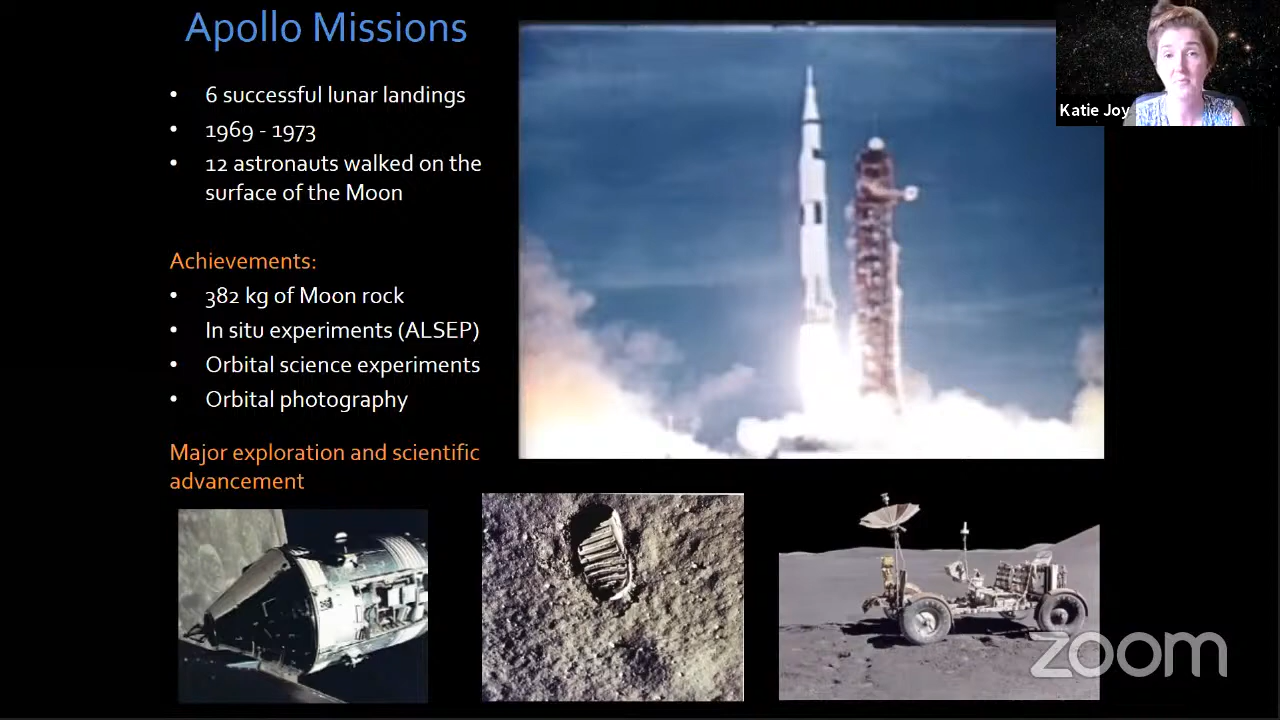 Apollo Missions
• 6 successful lunar landings
• 1969 - 1973
• 12 astronauts walked on the
surface of the Moon
Achievements:
• 382 kg of Moon rock
• In situ experiments (ALSEP)
• Orbital science experiments
• Orbital photography
Major exploration and scientific
advancement
Katie Joy
zoom